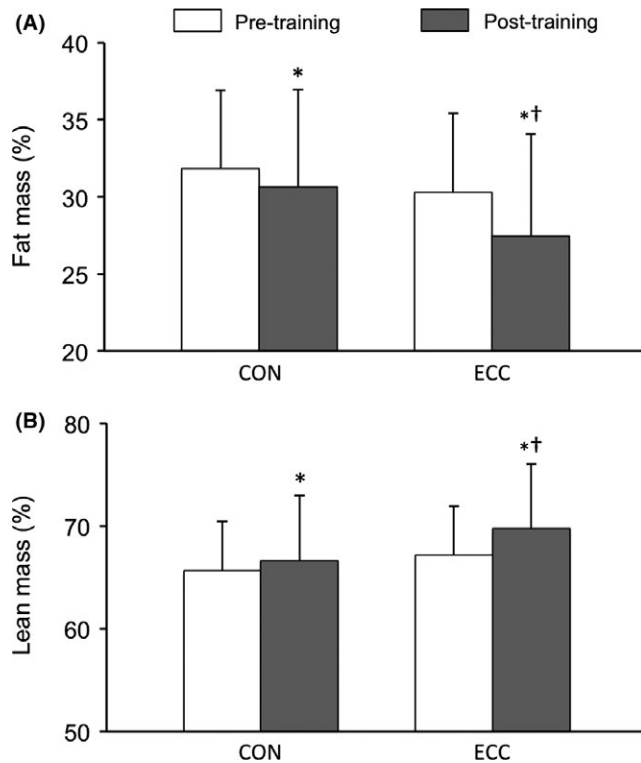 (A) Pre-training Post-training
40
*
*†
35
Fat mass (%)
30
25
20
CON ECC
(B)
80
*†
*
70
Lean mass (%)
60
50
CON ECC